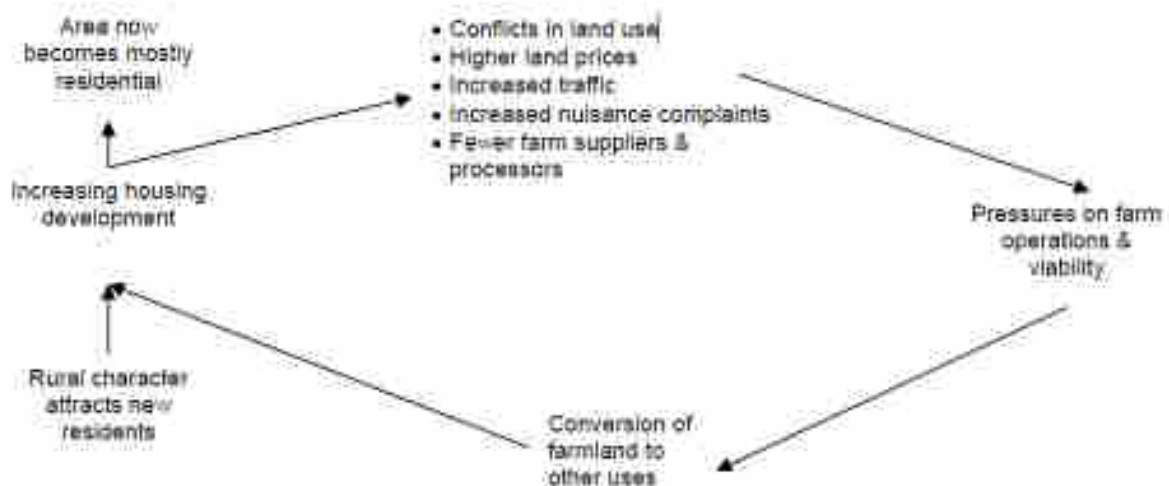 Area now
becomes mostly
residential
• Conflicts in land use
• Higher land prices
• Increased traffic
• Increased nuisance complaints
• Fewer farm suppliers &
processors
Increasing housing
development
Pressures on farm
operations &
viability
Rural character
attracts new
residents
Conversion of
farmland to
other uses